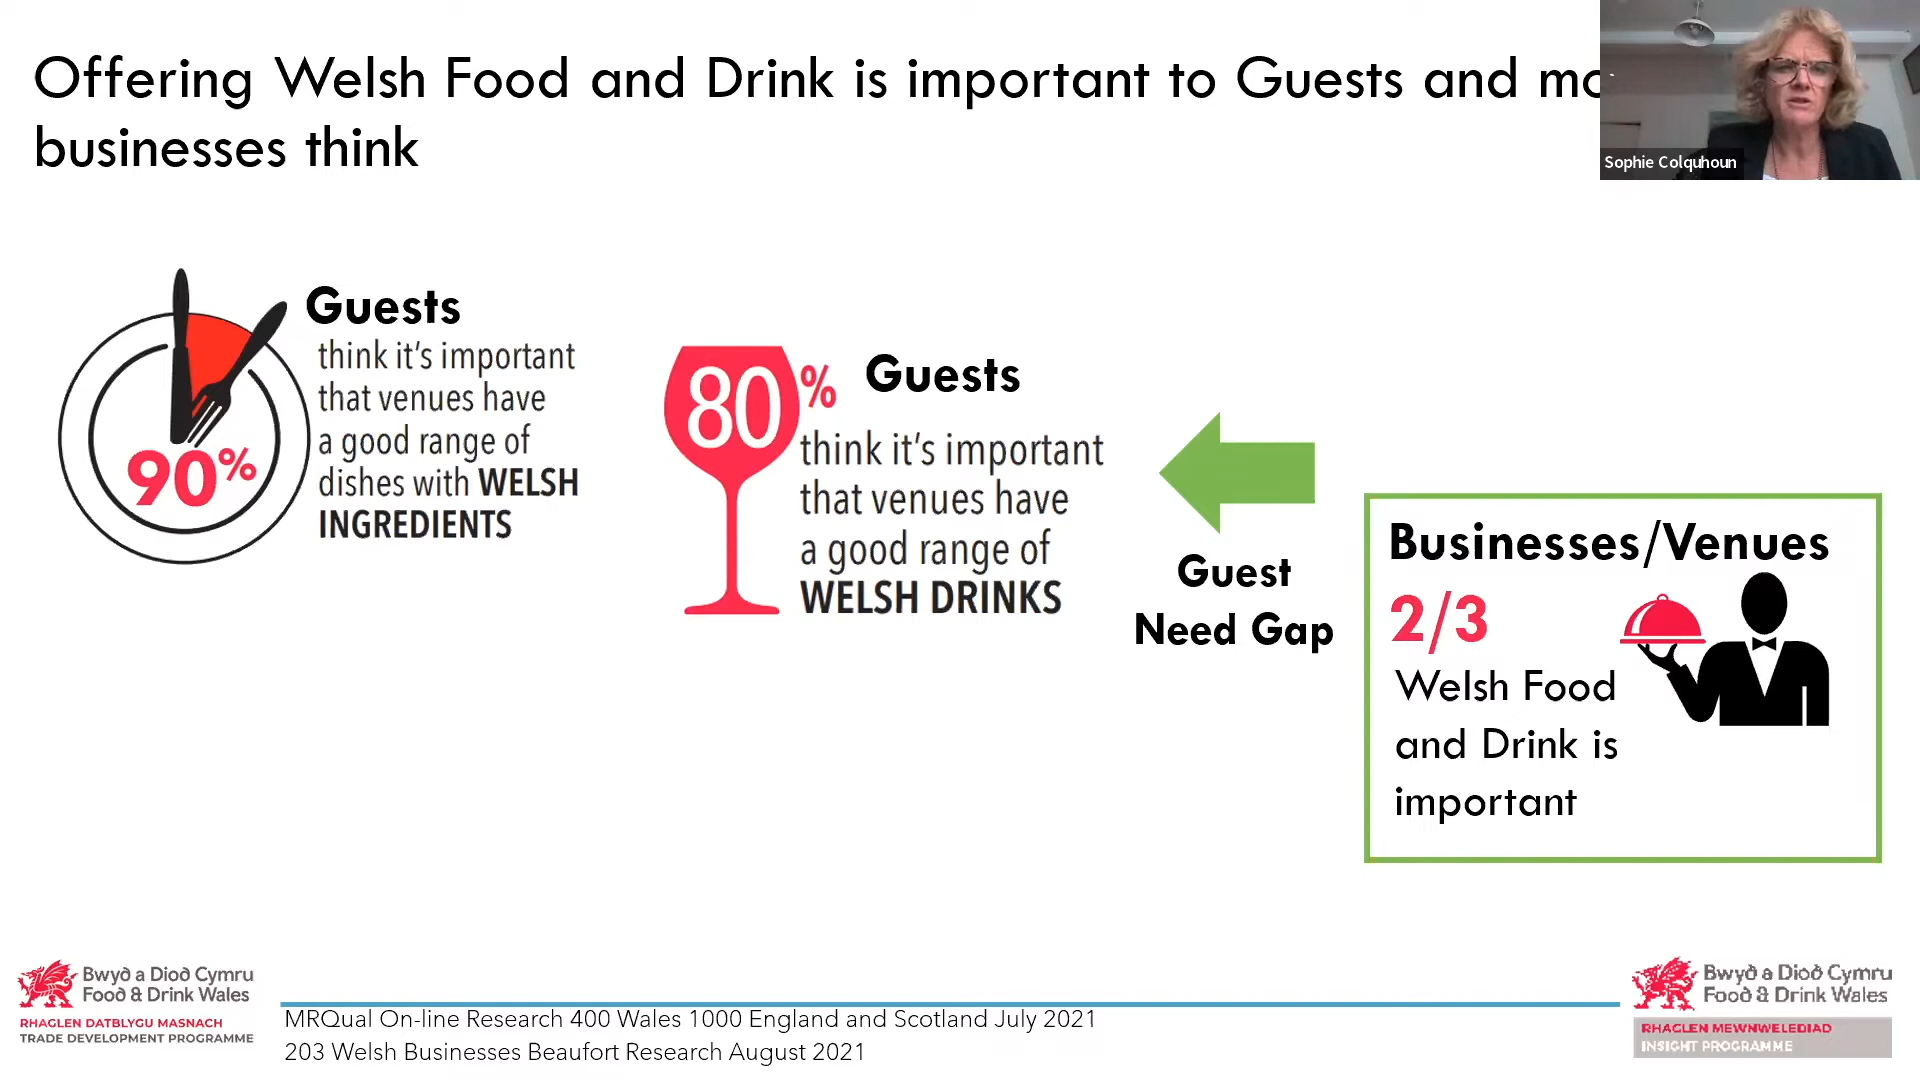 Offering Welsh Food and Drink is important to Guests and
businesses think
Sophie Colquhoun
Guests
think it's important
that venues have
a good range of
dishes with WELSH
INGREDIENTS
90%
80%
Guests
think it's important
that venues have
a good range of
WELSH DRINKS
Guest
Need Gap
Businesses/Venues
2/3
Welsh Food
and Drink is
important
Bwyd a Diod Cymru
Food & Drink Wales
RHAGLEN DATBLYGU MASNACH
TRADE DEVELOPMENT PROGRAMME
MRQual On-line Research 400 Wales 1000 England and Scotland July 2021
203 Welsh Businesses Beaufort Research August 2021
Bwyd a Diod Cymru
Food & Drink Wales
RHAGLEN MEWNWELEDIAD
INSIGHT PROGRAMME